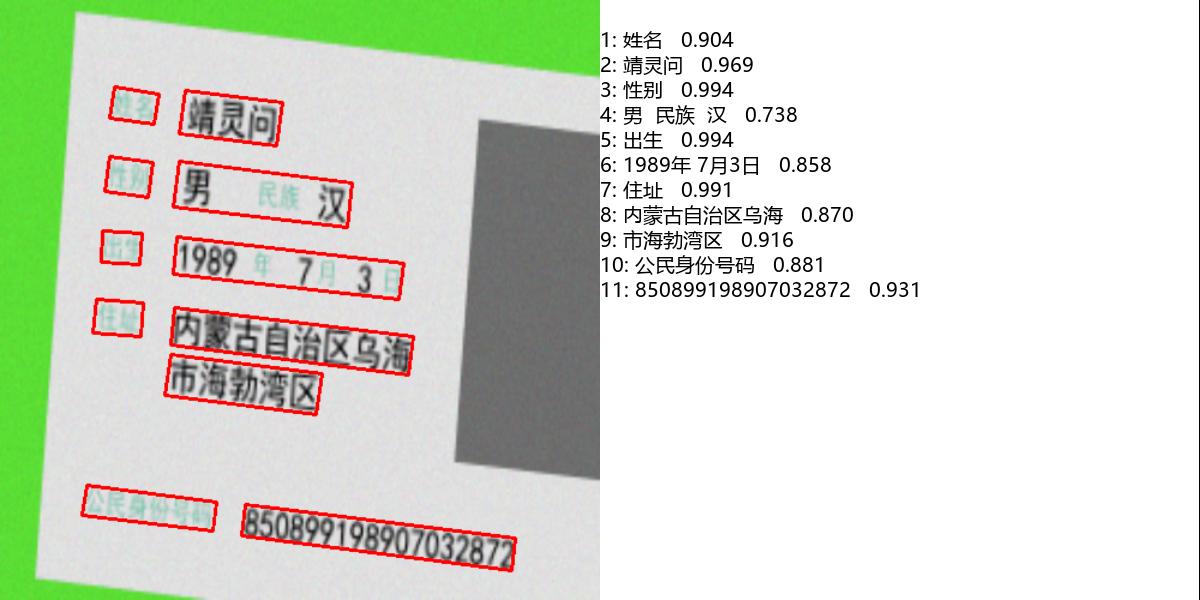 姓名 靖灵问
性别 男 民族 汉
出生 1989 年 7 月 3 日
住址 内蒙古自治区乌海
市海勃湾区
公民身份号码 850899198907032872
1: 姓名 0.904
2: 靖灵问 0.969
3: 性别 0.994
4: 男 民族 汉 0.738
5: 出生 0.994
6: 1989年 7月3日 0.858
7: 住址 0.991
8: 内蒙古自治区乌海 0.870
9: 市海勃湾区 0.916
10: 公民身份号码 0.881
11: 850899198907032872 0.931